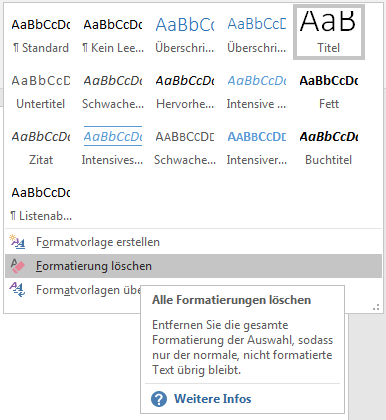 AaBbCcDc AaBbCcDc AaBbCc AaBbCcD AaB
¶ Standard ¶ Kein Lee... Überschri... Überschri... Titel
AaBbCcD AaBbCcDc AaBbCcDc AaBbCcDc AaBbCcDc
Untertitel Schwache... Hervorhe... Intensive ... Fett
AaBbCcDc AaBbCcDc AABBCCDD AABBCCDD AaBbCcDc
Zitat Intensives... Schwache... Intensiver... Buchtitel
AaBbCcDc
¶ Listenab...
Formatvorlage erstellen
Formatierung löschen
Formatvorlagen übe
Alle Formatierungen löschen
Entfernen Sie die gesamte
Formatierung der Auswahl, sodass
nur der normale, nicht formatierte
Text übrig bleibt.
? Weitere Infos